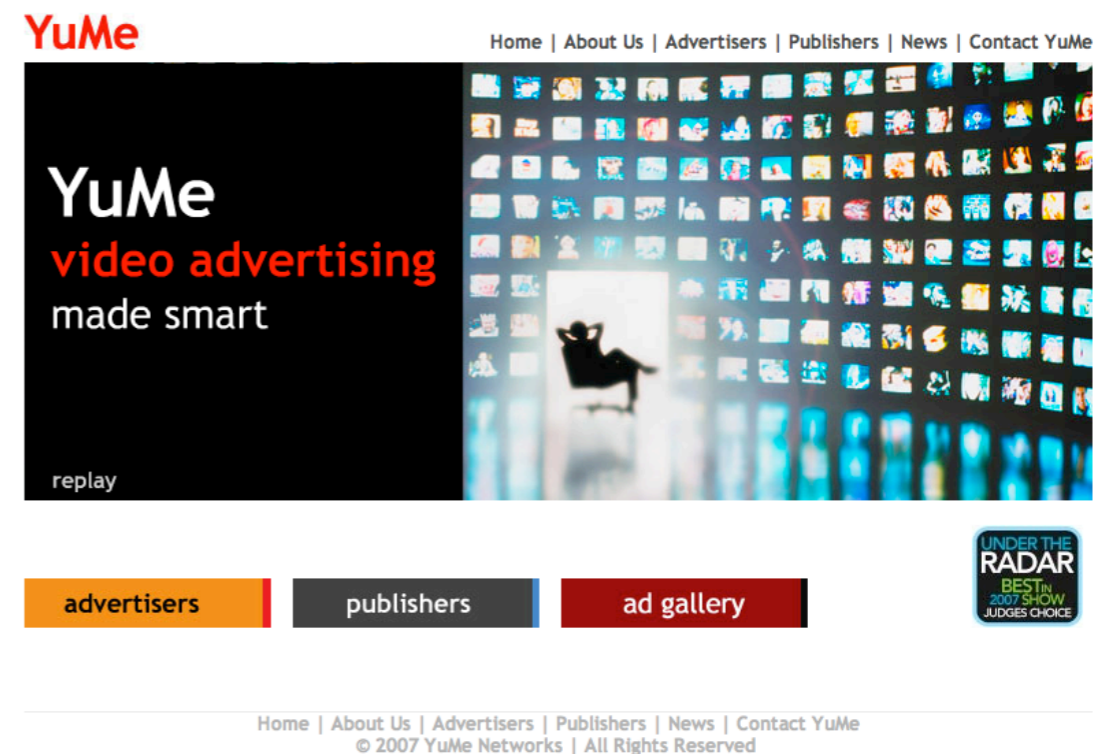 YuMe
Home | About Us | Advertisers | Publishers | News | Contact YuMe
YuMe
video advertising
made smart
replay
UNDER THE
RADAR
BEST IN
2007 SHOW
JUDGES CHOICE
advertisers
publishers
ad gallery
Home | About Us | Advertisers | Publishers | News | Contact YuMe
© 2007 YuMe Networks | All Rights Reserved